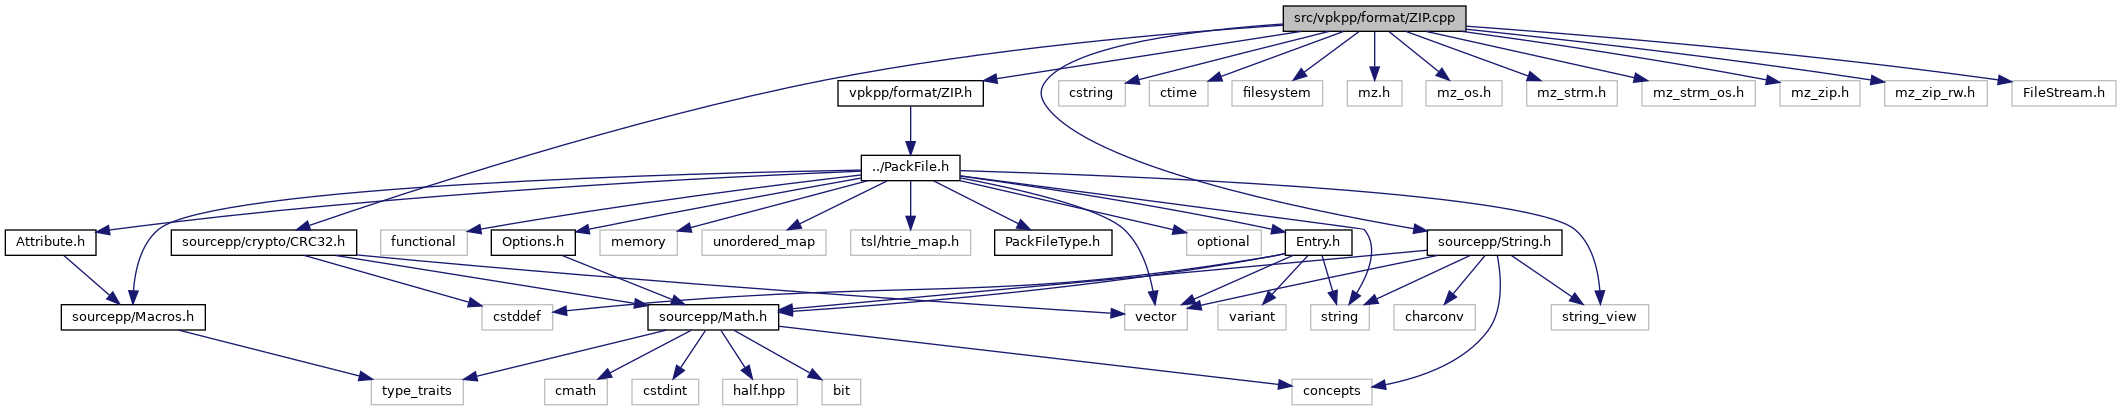 src/vpkpp/format/ZIP.cpp
vpkpp/format/ZIP.h
cstring
ctime
filesystem
mz.h
mz_os.h
mz_strm.h
mz_strm_os.h
mz_zip.h
mz_zip_rw.h
FileStream.h
../PackFile.h
Attribute.h
sourcepp/crypto/CRC32.h
functional
Options.h
memory
unordered_map
tsl/htrie_map.h
PackFileType.h
optional
Entry.h
sourcepp/String.h
sourcepp/Macros.h
cstddef
sourcepp/Math.h
vector
variant
string
charconv
string_view
type_traits
cmath
cstdint
half.hpp
bit
concepts